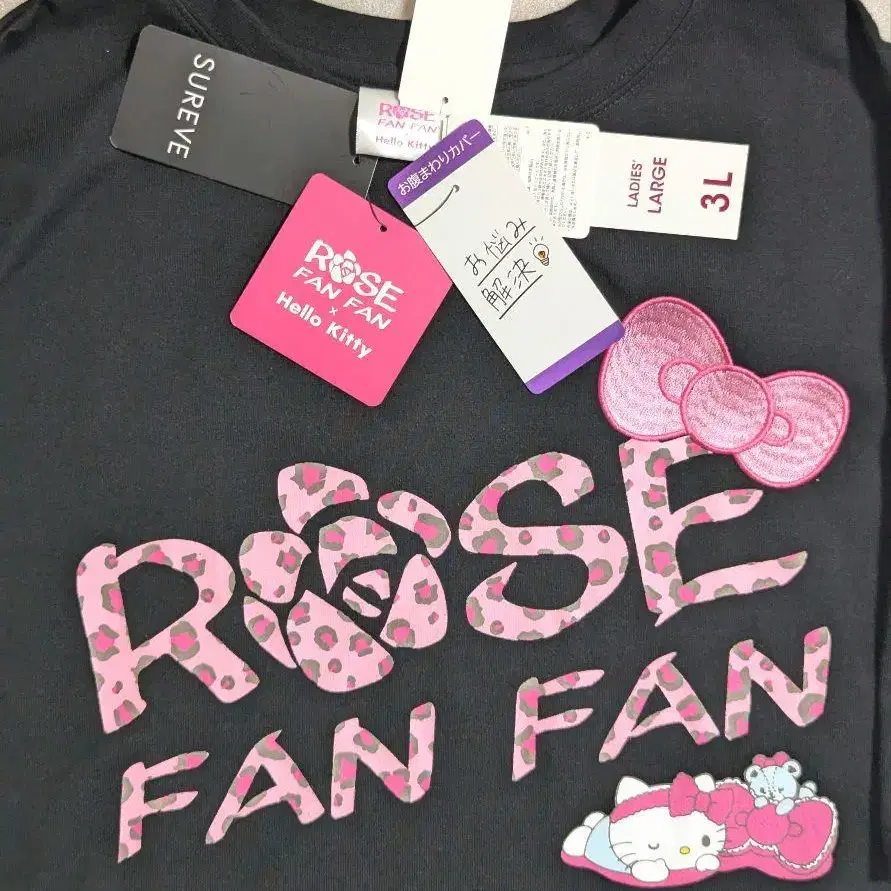 SUREVE
ROSE
FAN FAN
×
Hello Kitty
お腹まわりカバー
お悩み
解決
LADIES'
LARGE
3L
ROSE
FAN FAN
×
Hello Kitty
ROSE
FAN FAN